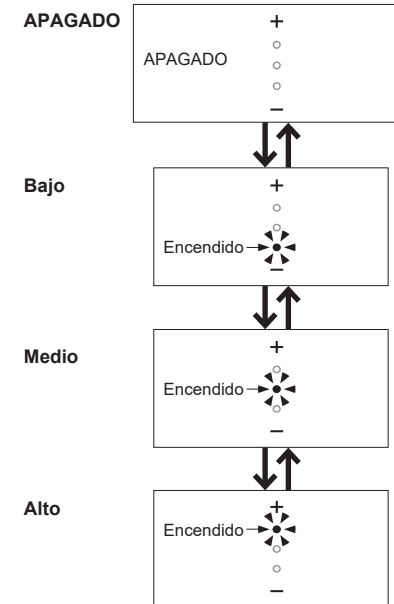 APAGADO
+
APAGADO
−
Bajo
+
Encendido
−
Medio
+
Encendido
−
Alto
+
Encendido
−